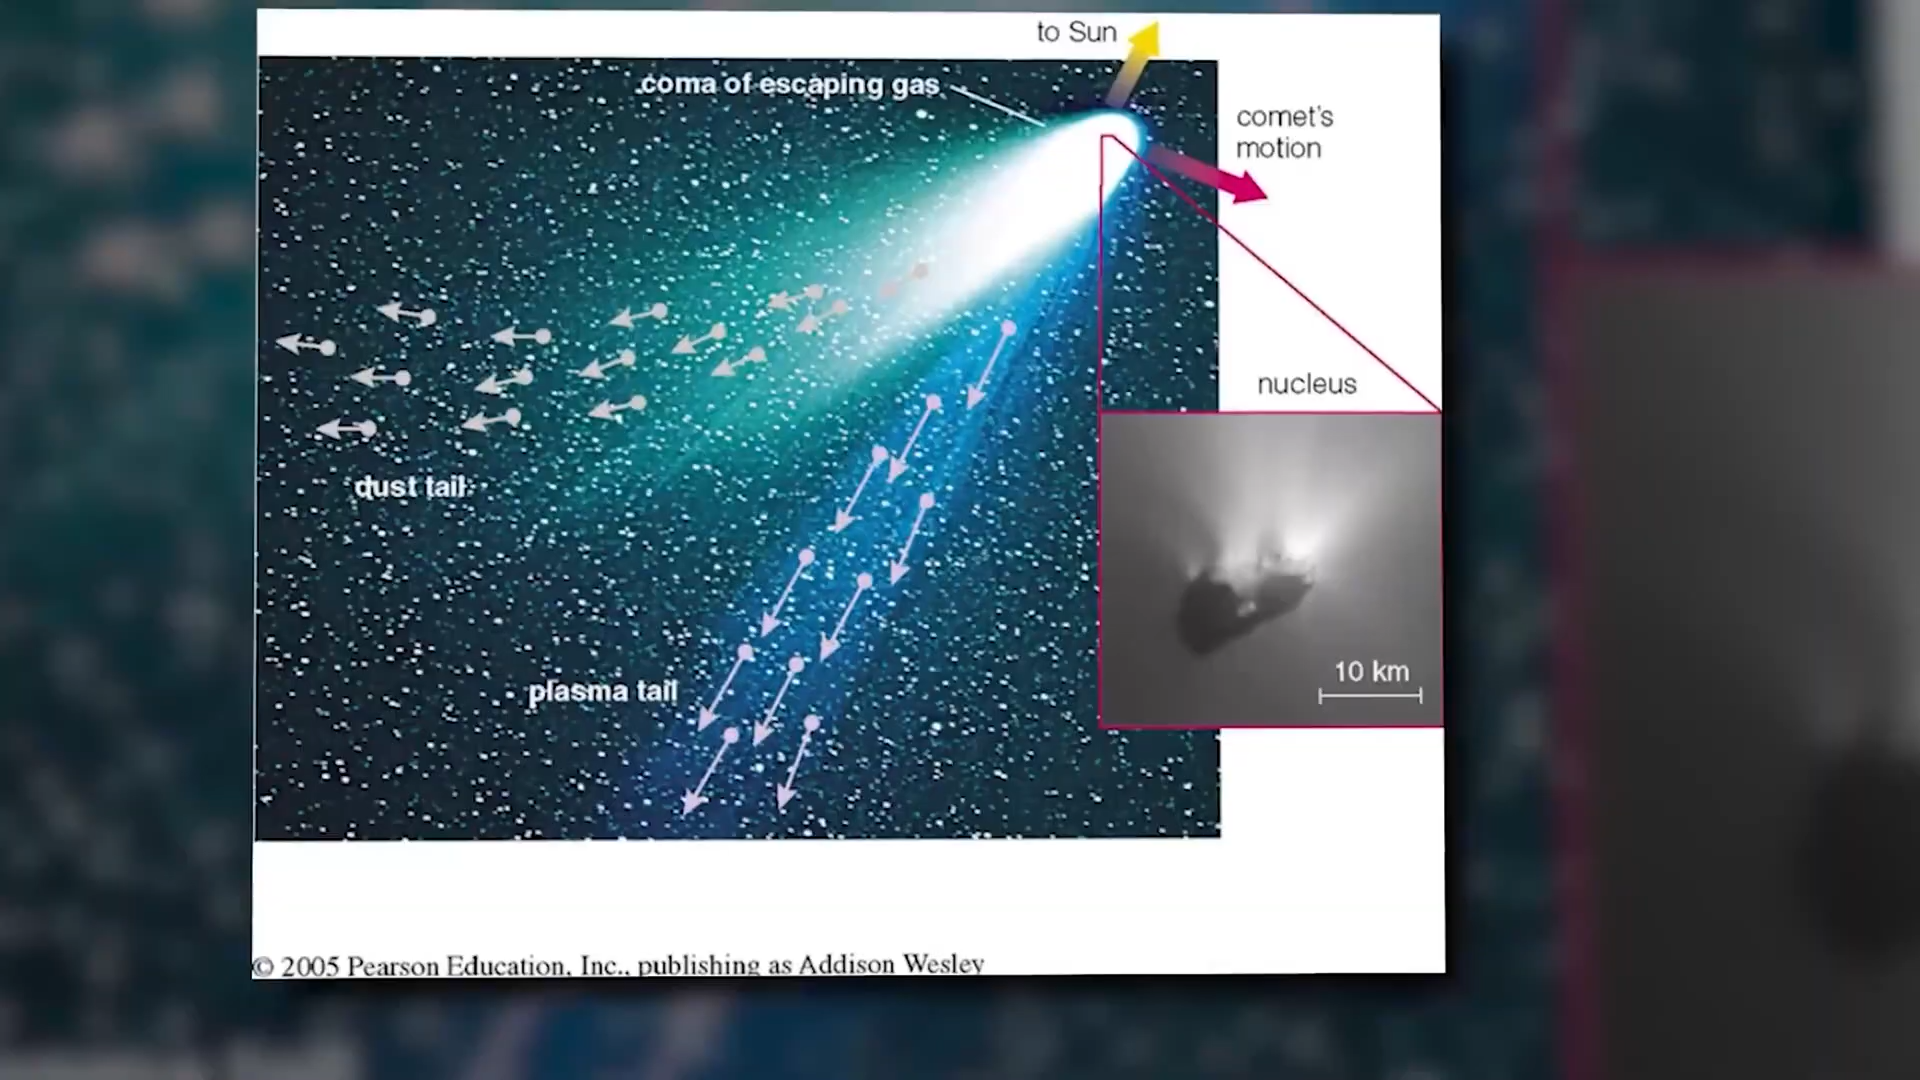 to Sun
coma of escaping gas
comet's
motion
nucleus
dust tail
10 km
plasma tail
© 2005 Pearson Education, Inc., publishing as Addison Wesley